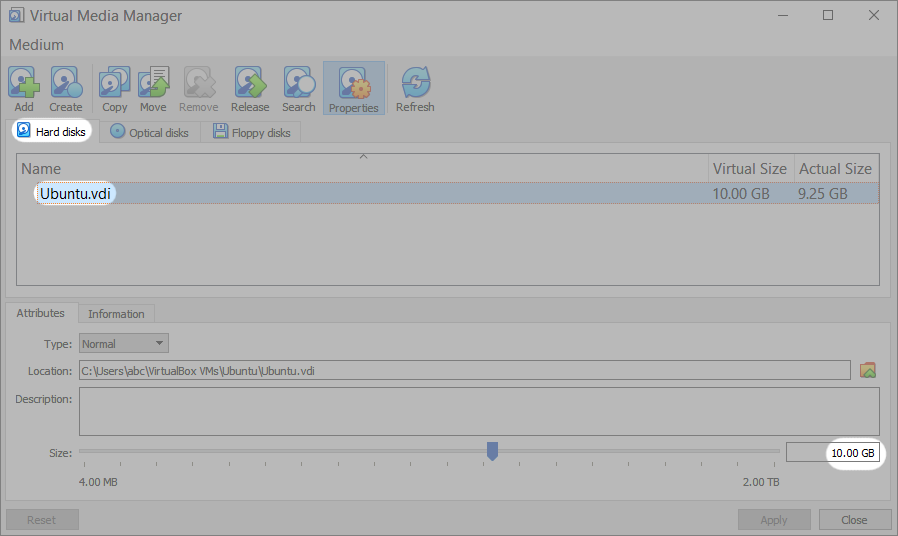 Virtual Media Manager
Medium
Add Create Copy Move Remove Release Search Properties Refresh
Hard disks Optical disks Floppy disks
Name Virtual Size Actual Size
Ubuntu.vdi 10.00 GB 9.25 GB
Attributes Information
Type: Normal
Location: C:\Users\abc\VirtualBox VMs\Ubuntu\Ubuntu.vdi
Description:
Size: 10.00 GB
4.00 MB 2.00 TB
Reset Apply Close